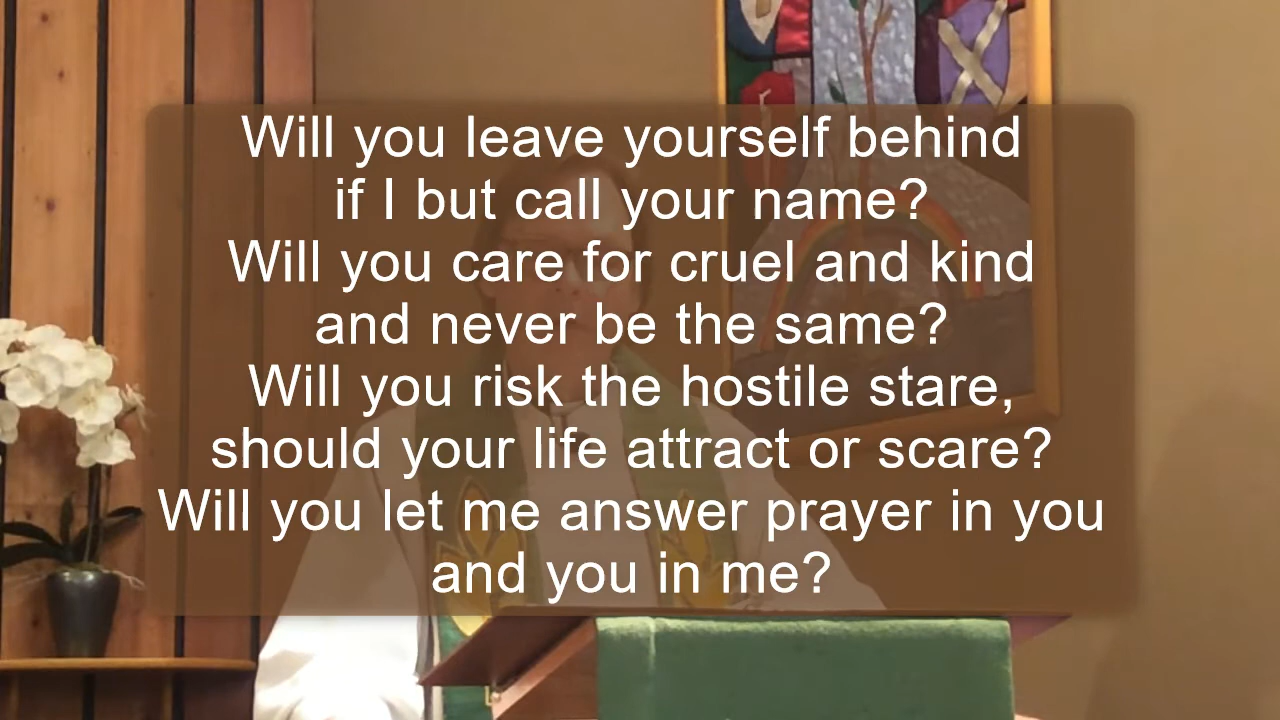 Will you leave yourself behind
if I but call your name?
Will you care for cruel and kind
and never be the same?
Will you risk the hostile stare,
should your life attract or scare?
Will you let me answer prayer in you
and you in me?